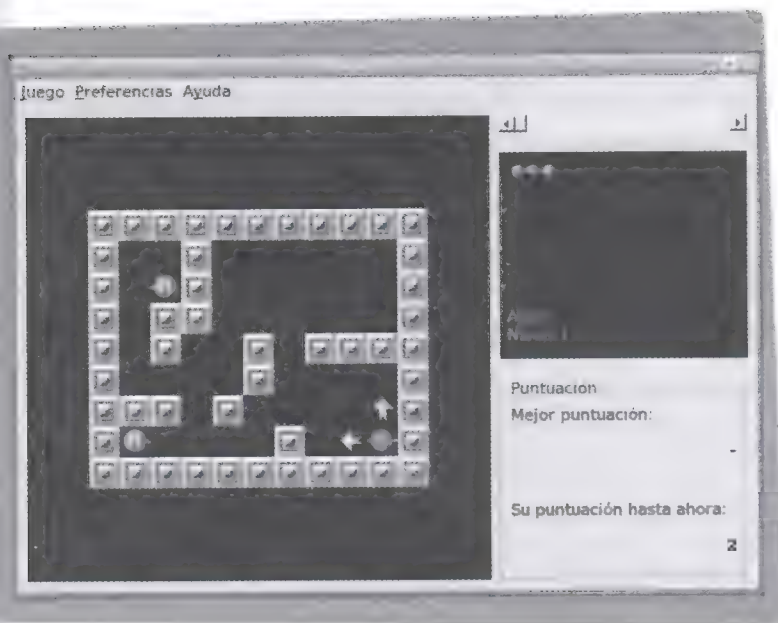 Juego Preferencias Ayuda
Puntuación
Mejor puntuación:
-
Su puntuación hasta ahora:
2